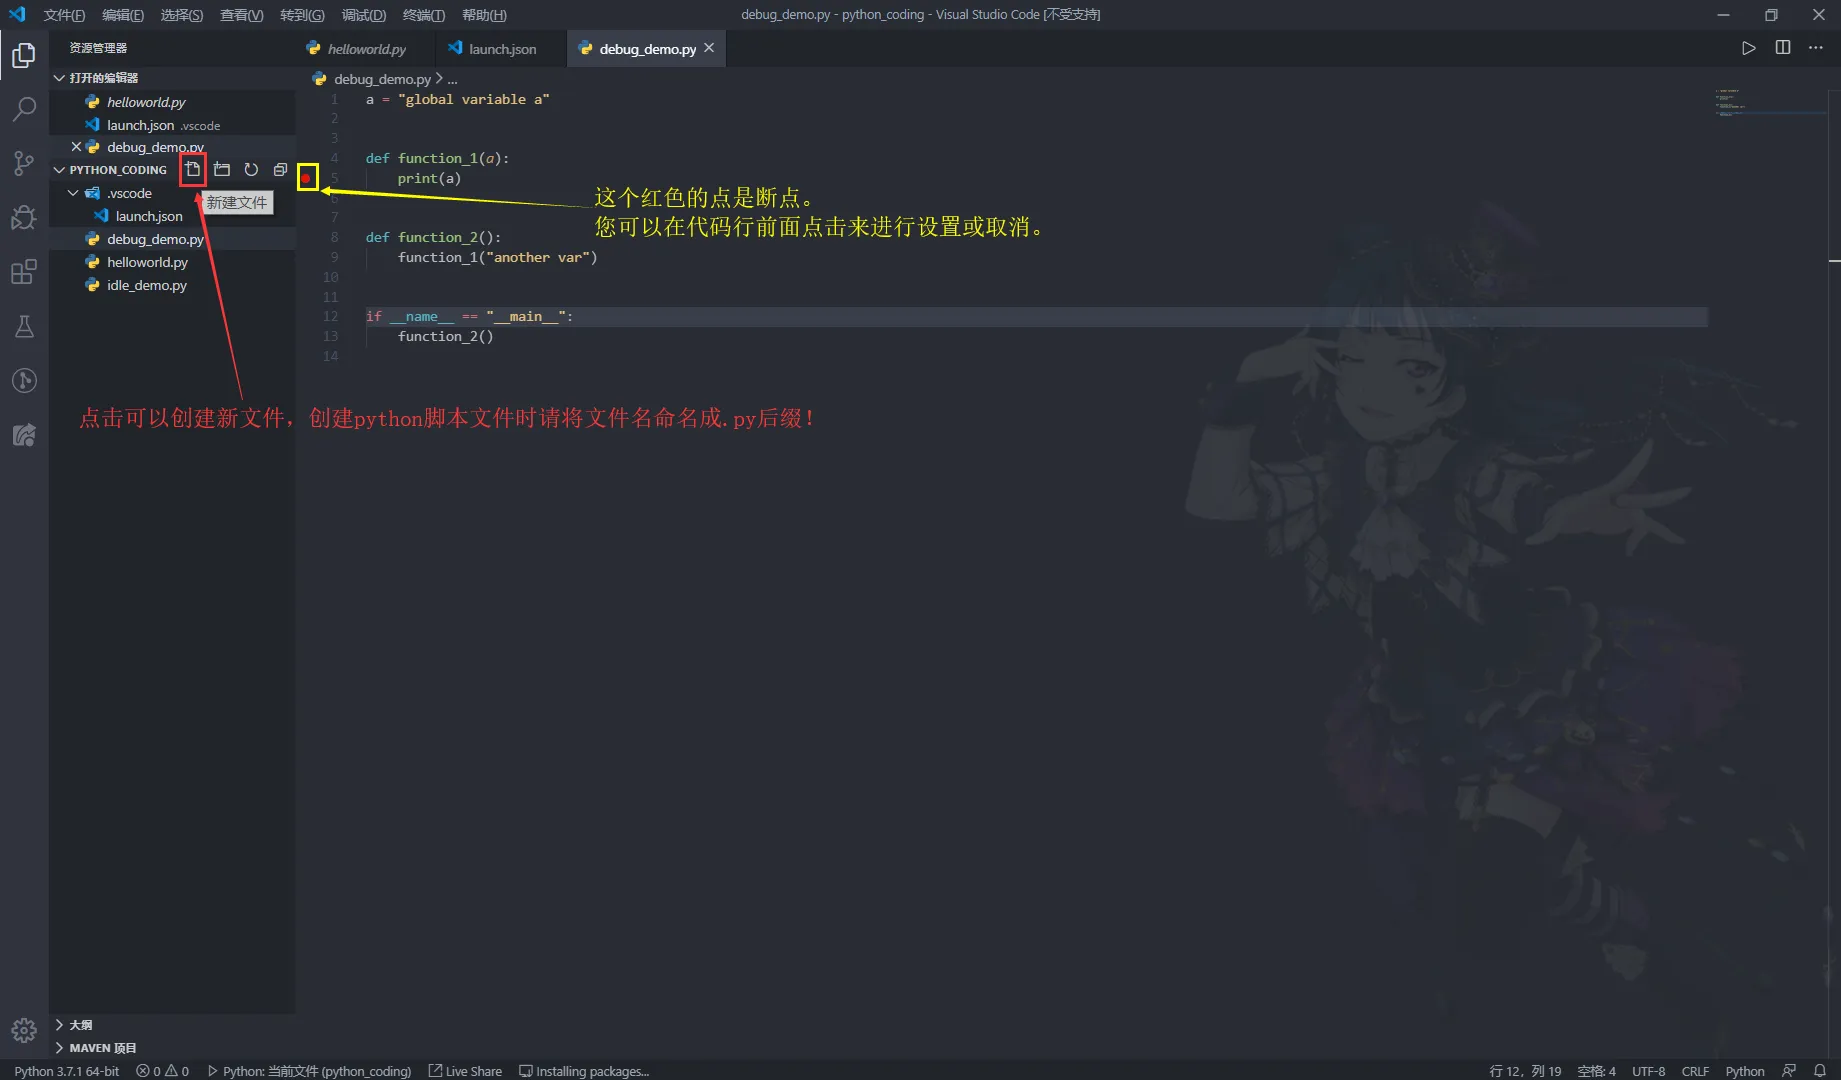 文件(F) 编辑(E) 选择(S) 查看(V) 转到(G) 调试(D) 终端(T) 帮助(H)
debug_demo.py - python_coding - Visual Studio Code [不受支持]
资源管理器
helloworld.py
launch.json
debug_demo.py
打开的编辑器
helloworld.py
launch.json .vscode
debug_demo.py
PYTHON_CODING
新建文件
.vscode
launch.json
debug_demo.py
helloworld.py
idle_demo.py
debug_demo.py > ...
1 a = "global variable a"
2
3
4 def function_1(a):
5 print(a)
6
7
8 def function_2():
9 function_1("another var")
10
11
12 if __name__ == "__main__":
13 function_2()
14
这个红色的点是断点。
您可以在代码行前面点击来进行设置或取消。
点击可以创建新文件，创建python脚本文件时请将文件名命名成.py后缀！
大纲
MAVEN 项目
Python 3.7.1 64-bit 0 0 Python: 当前文件 (python_coding) Live Share Installing packages...
行 12，列 19 空格: 4 UTF-8 CRLF Python